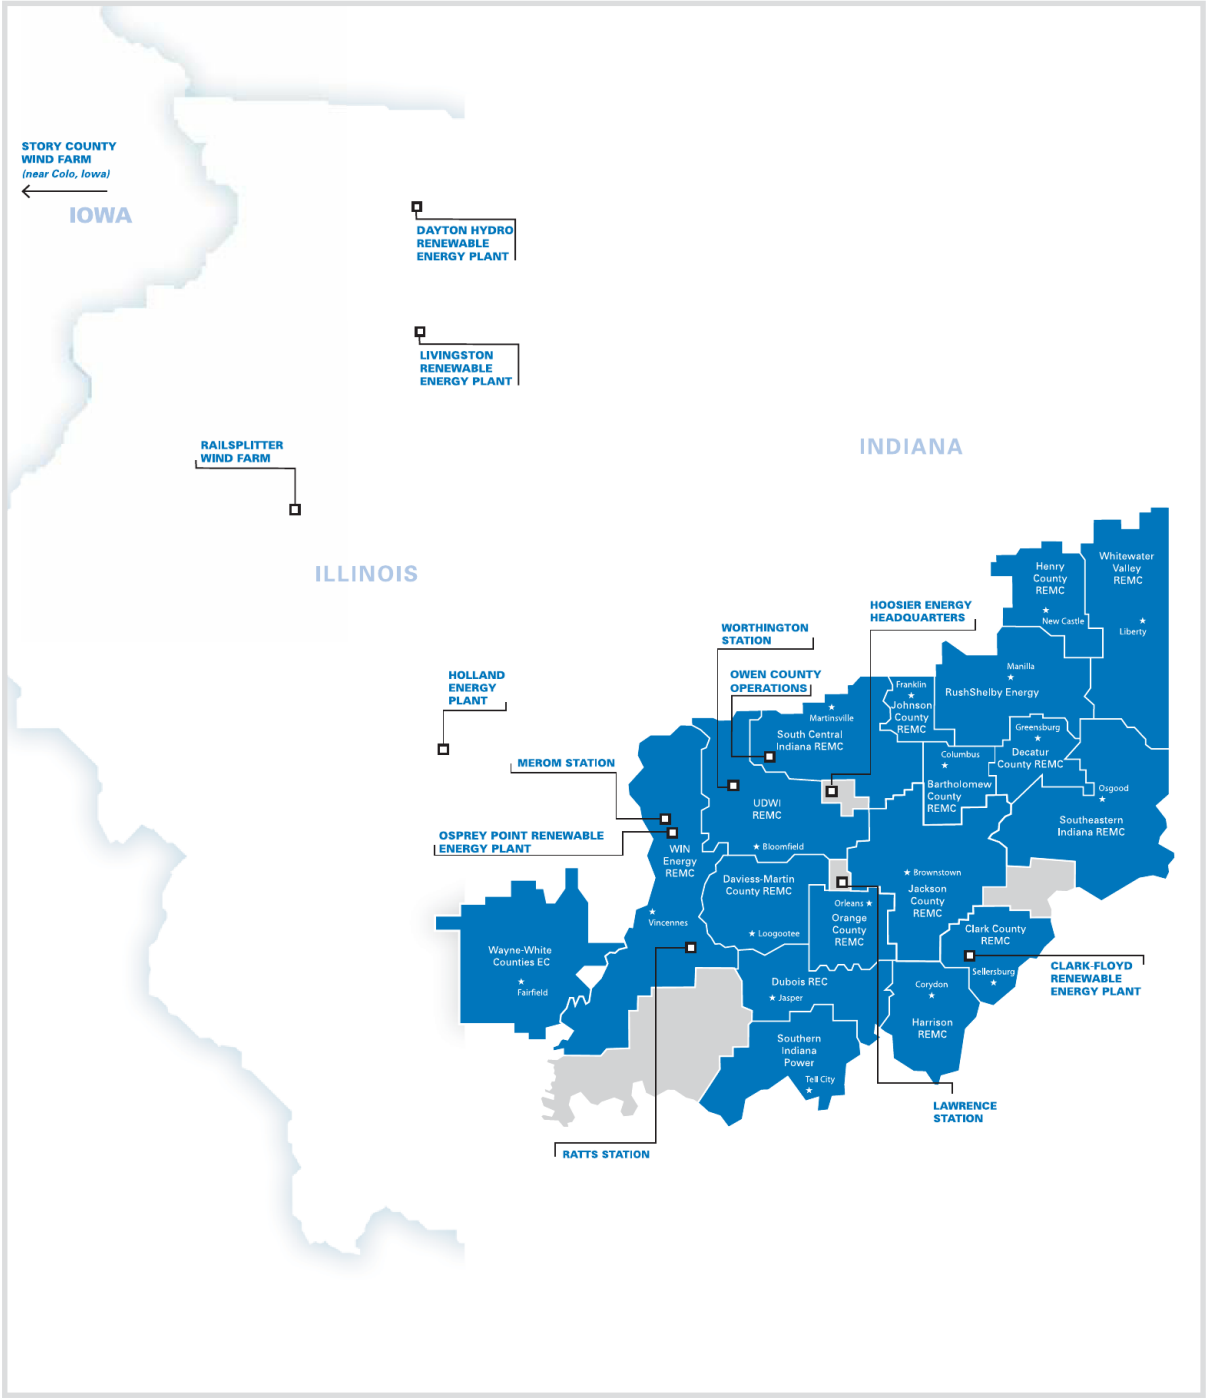 STORY COUNTY
WIND FARM
(near Colo, Iowa)
IOWA
DAYTON HYDRO
RENEWABLE
ENERGY PLANT
LIVINGSTON
RENEWABLE
ENERGY PLANT
RAILSPLITTER
WIND FARM
INDIANA
ILLINOIS
Whitewater
Valley
REMC
Liberty
Henry
County
REMC
New Castle
HOOSIER ENERGY
HEADQUARTERS
WORTHINGTON
STATION
OWEN COUNTY
OPERATIONS
HOLLAND
ENERGY
PLANT
Manilla
RushShelby Energy
Franklin
Johnson
County
REMC
Martinsville
South Central
Indiana REMC
Greensburg
Decatur
County REMC
Columbus
Bartholomew
County
REMC
Osgood
Southeastern
Indiana REMC
MEROM STATION
OSPREY POINT RENEWABLE
ENERGY PLANT
UDWI
REMC
Bloomfield
WIN
Energy
REMC
Vincennes
Daviess-Martin
County REMC
Loogootee
Orleans
Orange
County
REMC
Brownstown
Jackson
County
REMC
Clark County
REMC
Sellersburg
CLARK-FLOYD
RENEWABLE
ENERGY PLANT
Wayne-White
Counties EC
Fairfield
Dubois REC
Jasper
Corydon
Harrison
REMC
Southern
Indiana
Power
Tell City
LAWRENCE
STATION
RATTS STATION